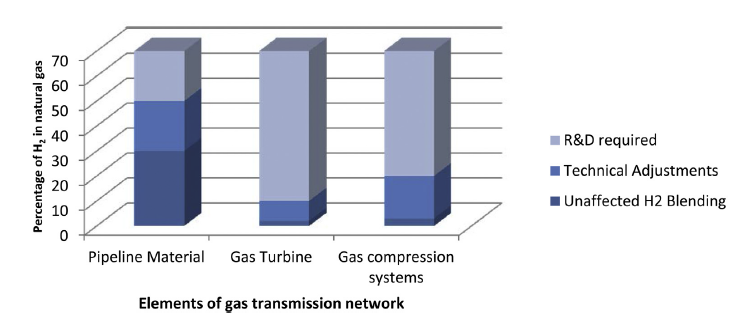 Percentage of H2 in natural gas
70
60
50
40
30
20
10
0
Pipeline Material
Gas Turbine
Gas compression
systems
Elements of gas transmission network
R&D required
Technical Adjustments
Unaffected H2 Blending